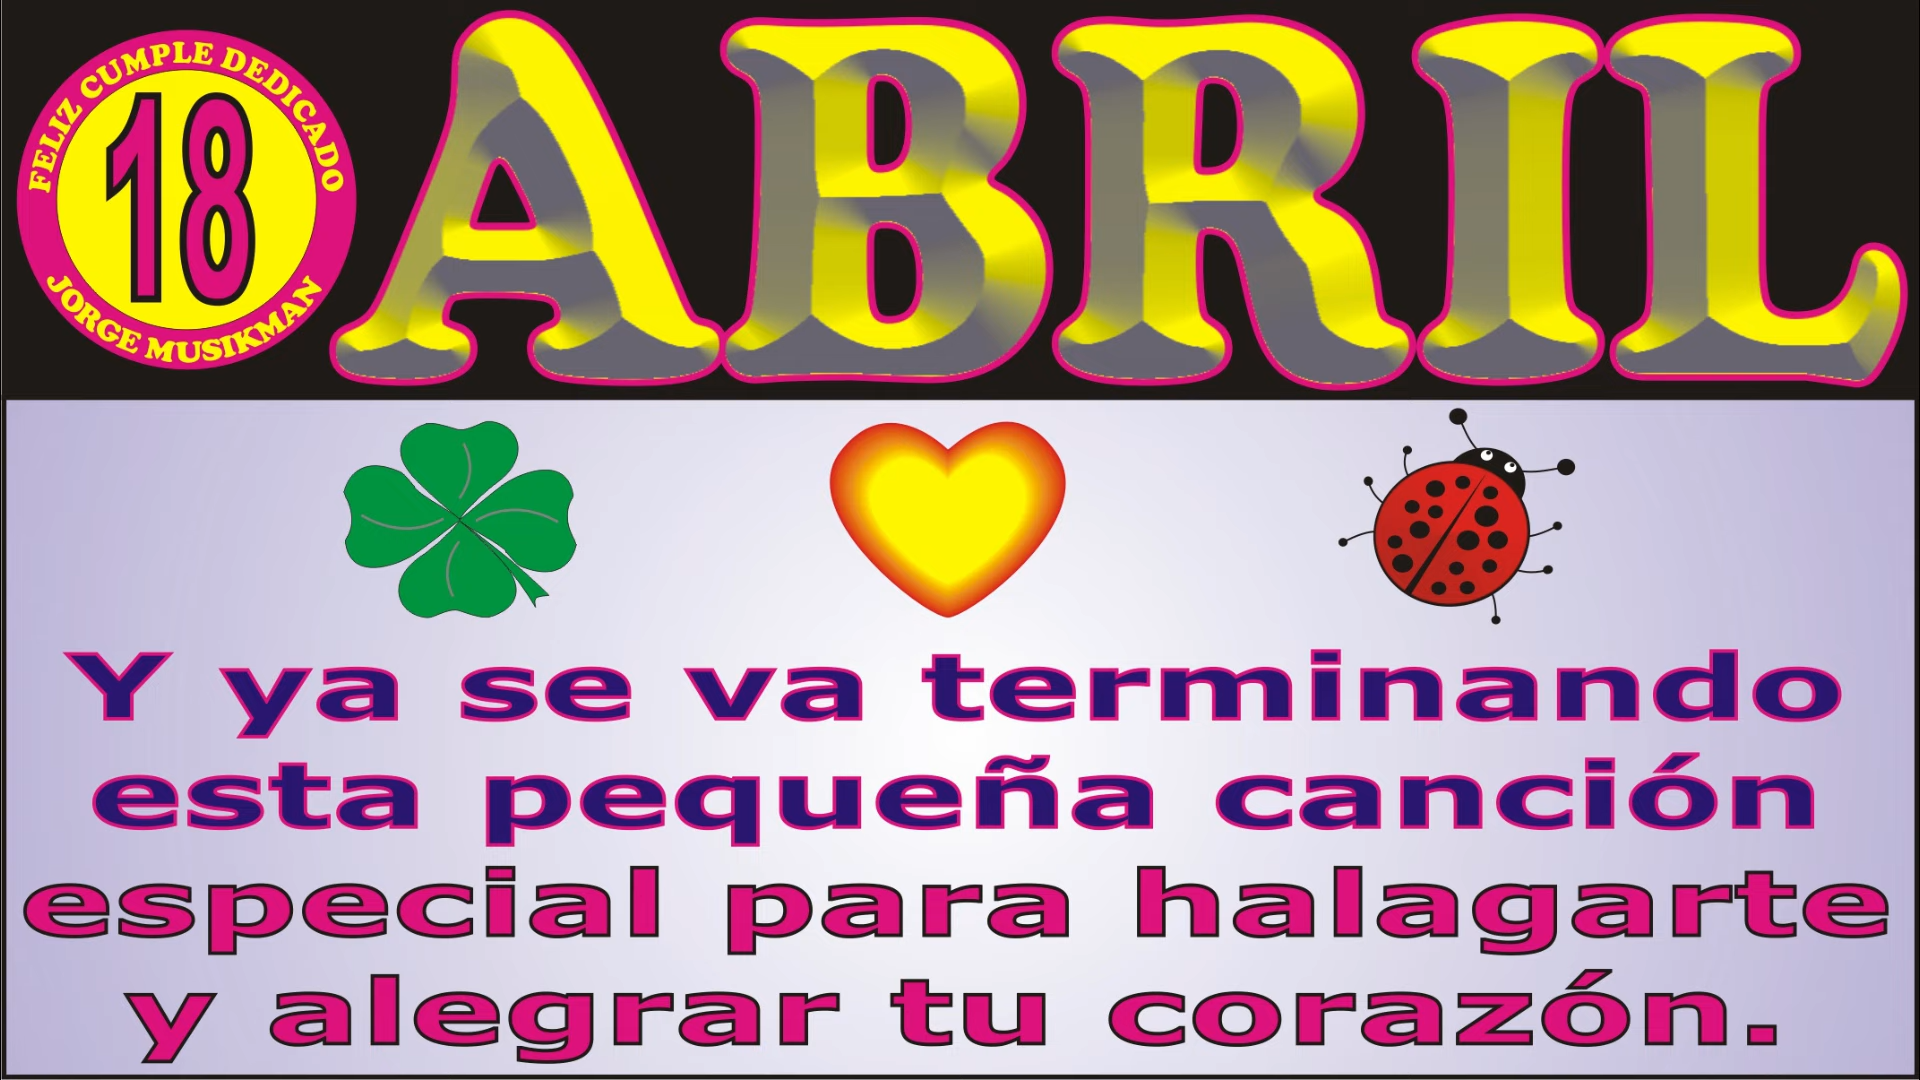 FELIZ CUMPLE DEDICADO
18
JORGE MUSIKMAN
ABRIL
Y ya se va terminando
esta pequeña canción
especial para halagarte
y alegrar tu corazón.